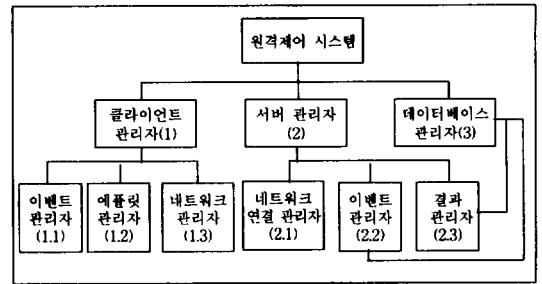 원격제어 시스템
클라이언트
관리자(1)
서버 관리자
(2)
데이터베이스
관리자(3)
이벤트
관리자
(1.1)
에플릿
관리자
(1.2)
내트워크
관리자
(1.3)
네트워크
연결 관리자
(2.1)
이벤트
관리자
(2.2)
결과
관리자
(2.3)